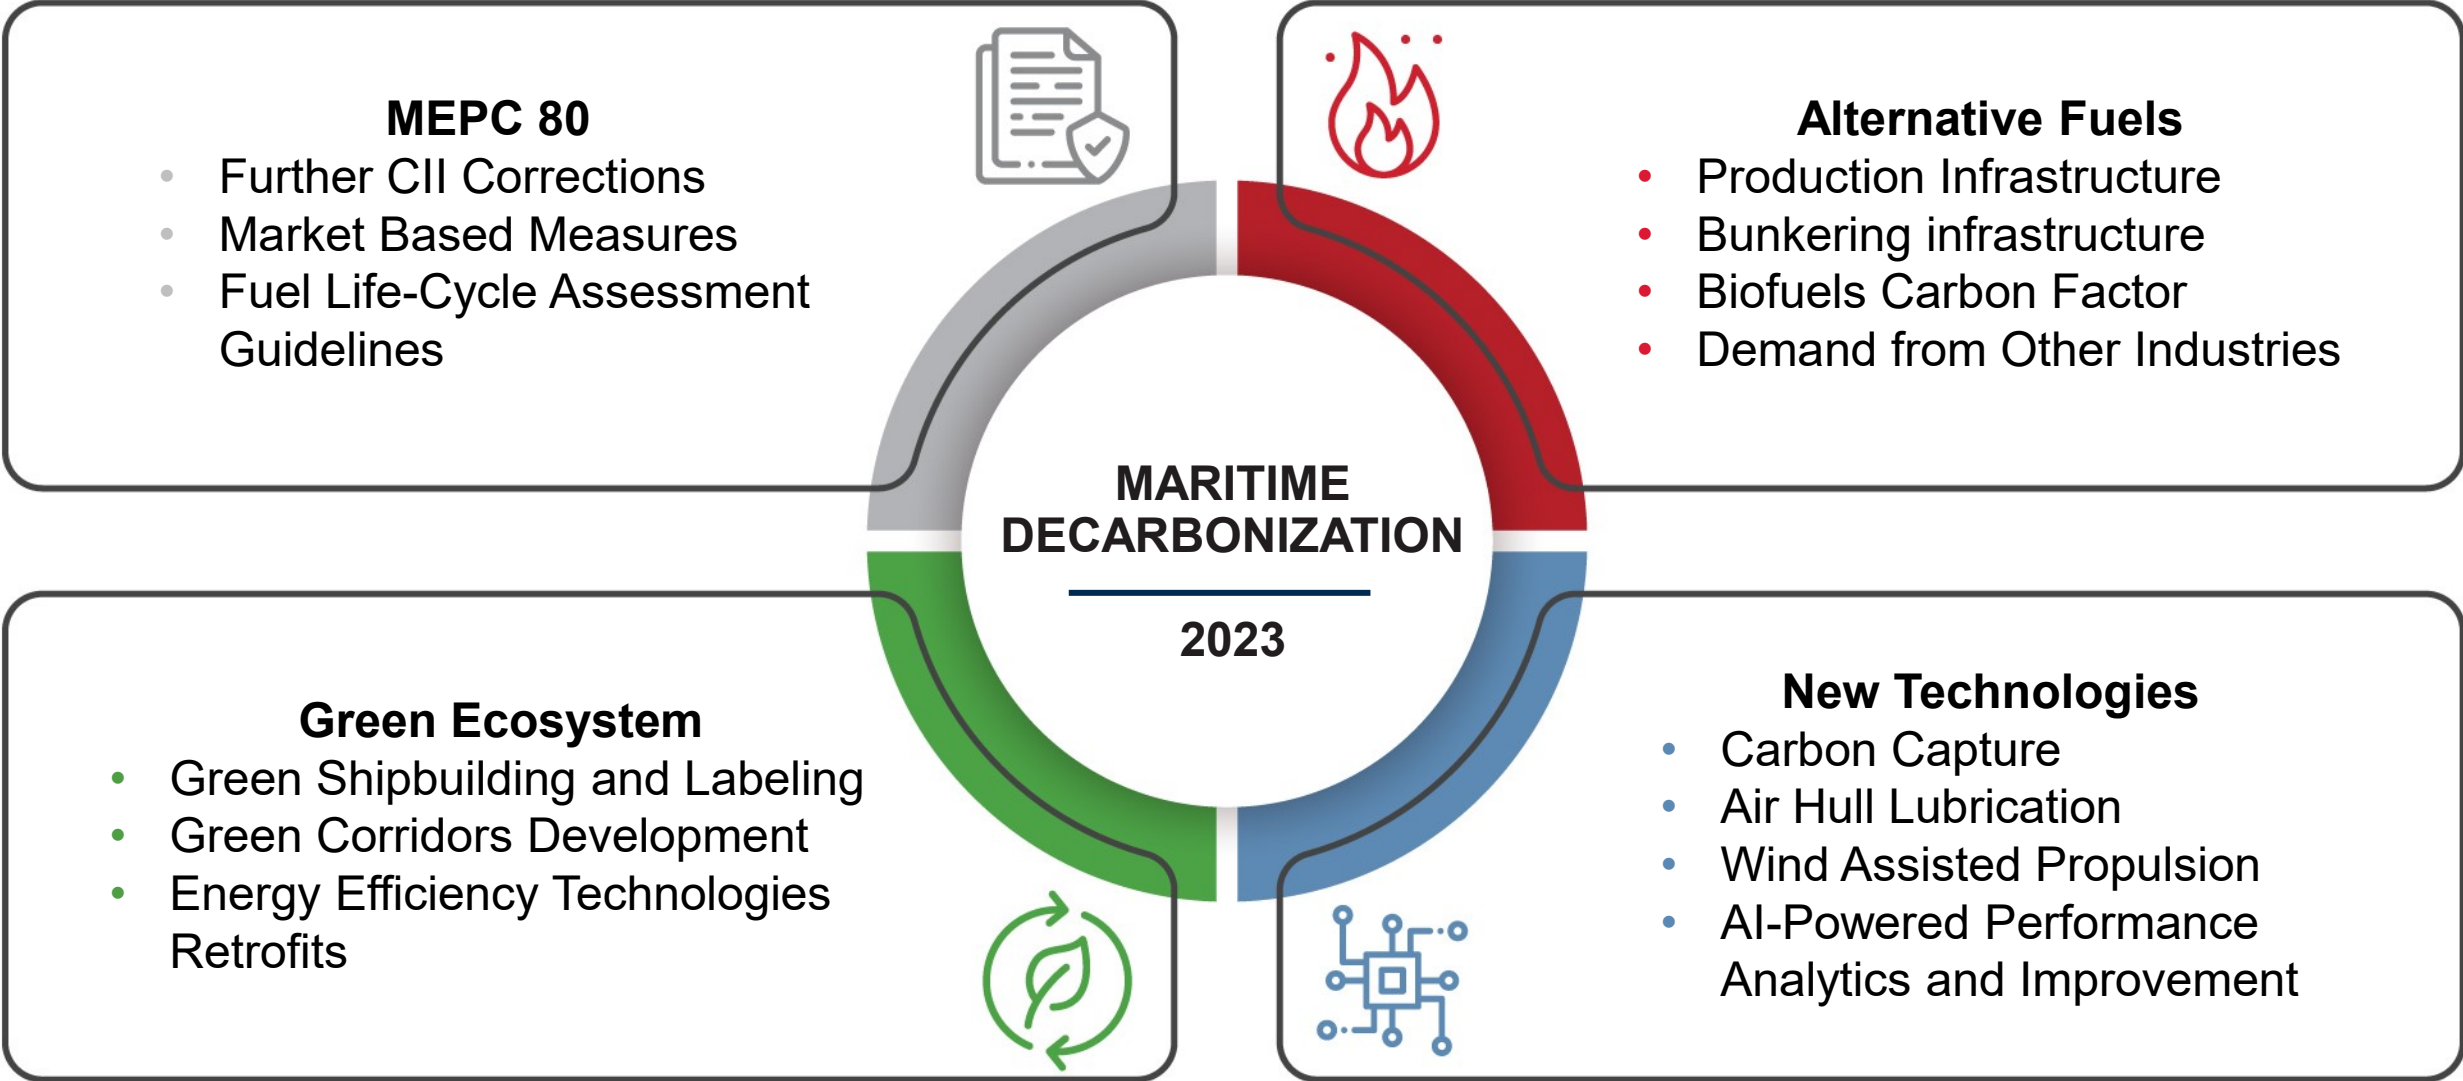 MEPC 80
• Further CII Corrections
• Market Based Measures
• Fuel Life-Cycle Assessment
Guidelines
Alternative Fuels
• Production Infrastructure
• Bunkering infrastructure
• Biofuels Carbon Factor
• Demand from Other Industries
MARITIME
DECARBONIZATION
2023
Green Ecosystem
• Green Shipbuilding and Labeling
• Green Corridors Development
• Energy Efficiency Technologies
Retrofits
New Technologies
• Carbon Capture
• Air Hull Lubrication
• Wind Assisted Propulsion
• AI-Powered Performance
Analytics and Improvement